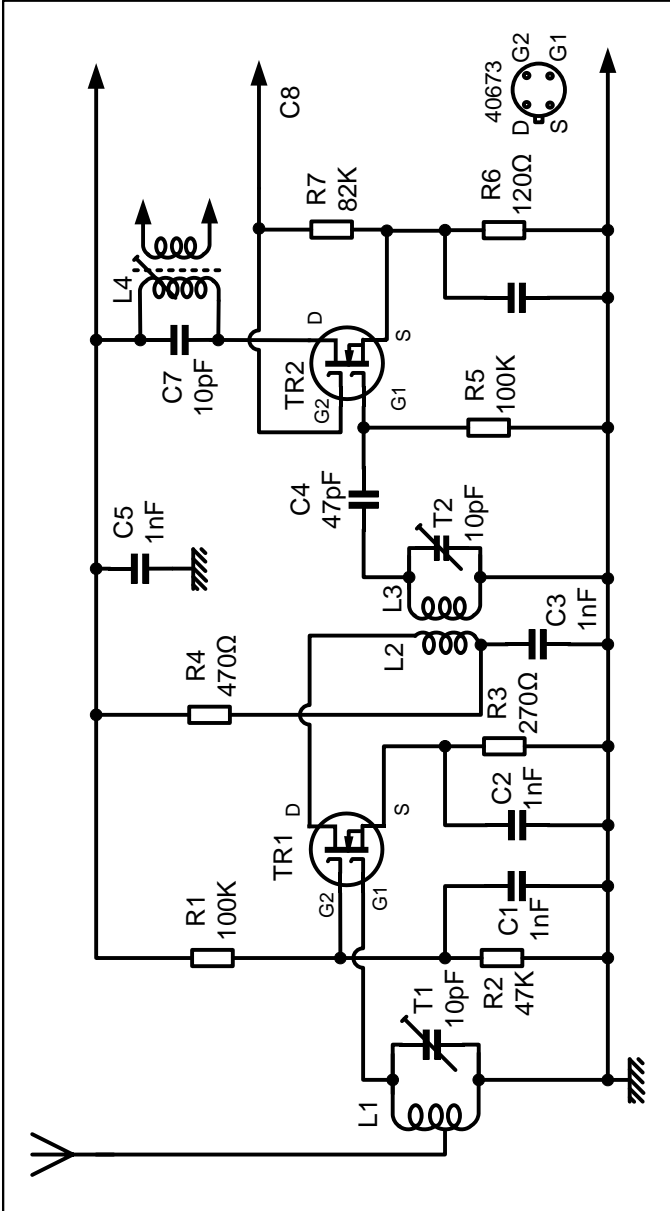 L1
T1
10pF
R1
100K
R2
47K
C1
1nF
C2
1nF
TR1
G2
G1
D
S
R3
270Ω
R4
470Ω
L2
C3
1nF
L3
T2
10pF
C5
1nF
C4
47pF
R5
100K
TR2
G2
G1
D
S
C7
10pF
L4
R7
82K
R6
120Ω
C8
40673
D
G2
S
G1